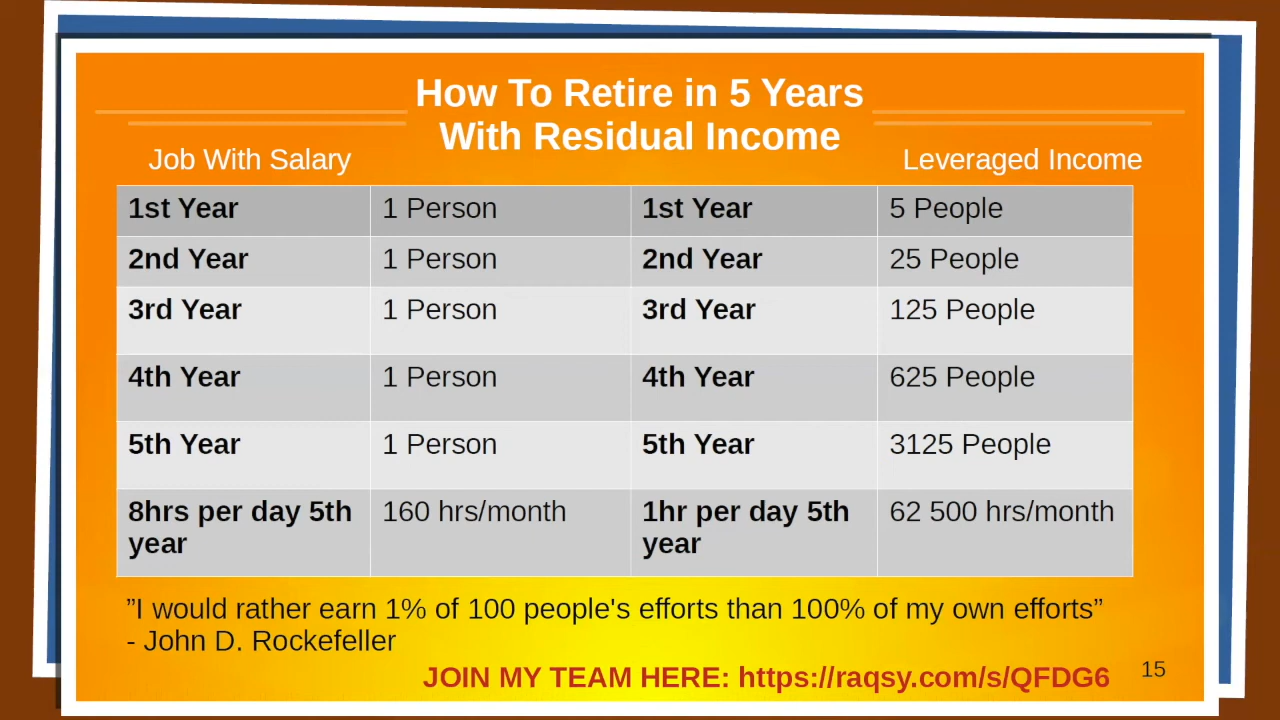 How To Retire in 5 Years
With Residual Income
Job With Salary
Leveraged Income
1st Year 1 Person 1st Year 5 People
2nd Year 1 Person 2nd Year 25 People
3rd Year 1 Person 3rd Year 125 People
4th Year 1 Person 4th Year 625 People
5th Year 1 Person 5th Year 3125 People
8hrs per day 5th 160 hrs/month 1hr per day 5th 62 500 hrs/month
year year
”I would rather earn 1% of 100 people's efforts than 100% of my own efforts”
- John D. Rockefeller
JOIN MY TEAM HERE: https://raqsy.com/s/QFDG6
15